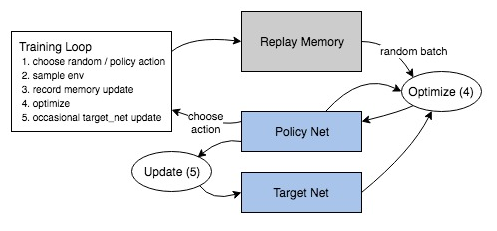 Training Loop
1. choose random / policy action
2. sample env
3. record memory update
4. optimize
5. occasional target_net update
Replay Memory
random batch
Optimize (4)
choose
action
Policy Net
Update (5)
Target Net